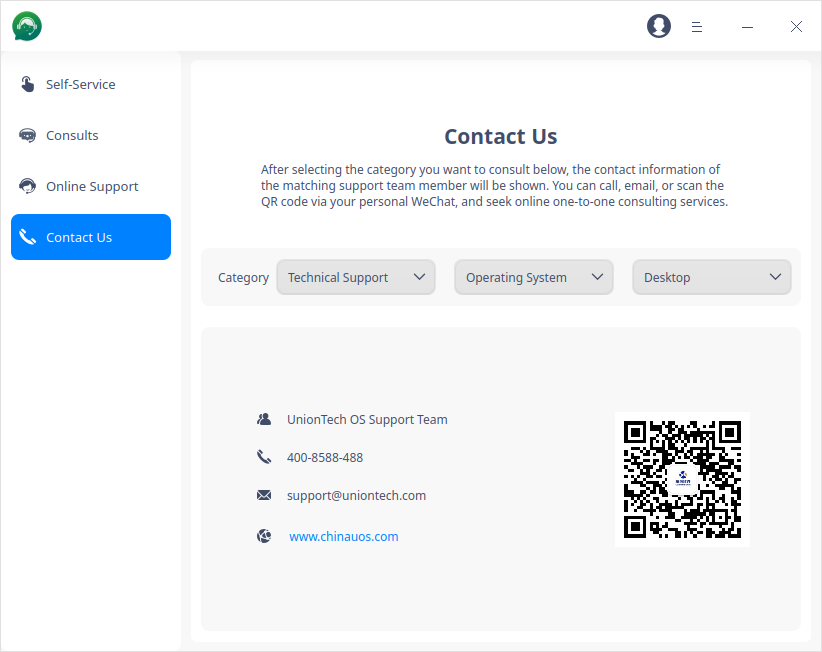 Self-Service
Consults
Online Support
Contact Us
Contact Us
After selecting the category you want to consult below, the contact information of
the matching support team member will be shown. You can call, email, or scan the
QR code via your personal WeChat, and seek online one-to-one consulting services.
Category Technical Support Operating System Desktop
UnionTech OS Support Team
400-8588-488
support@uniontech.com
www.chinauos.com